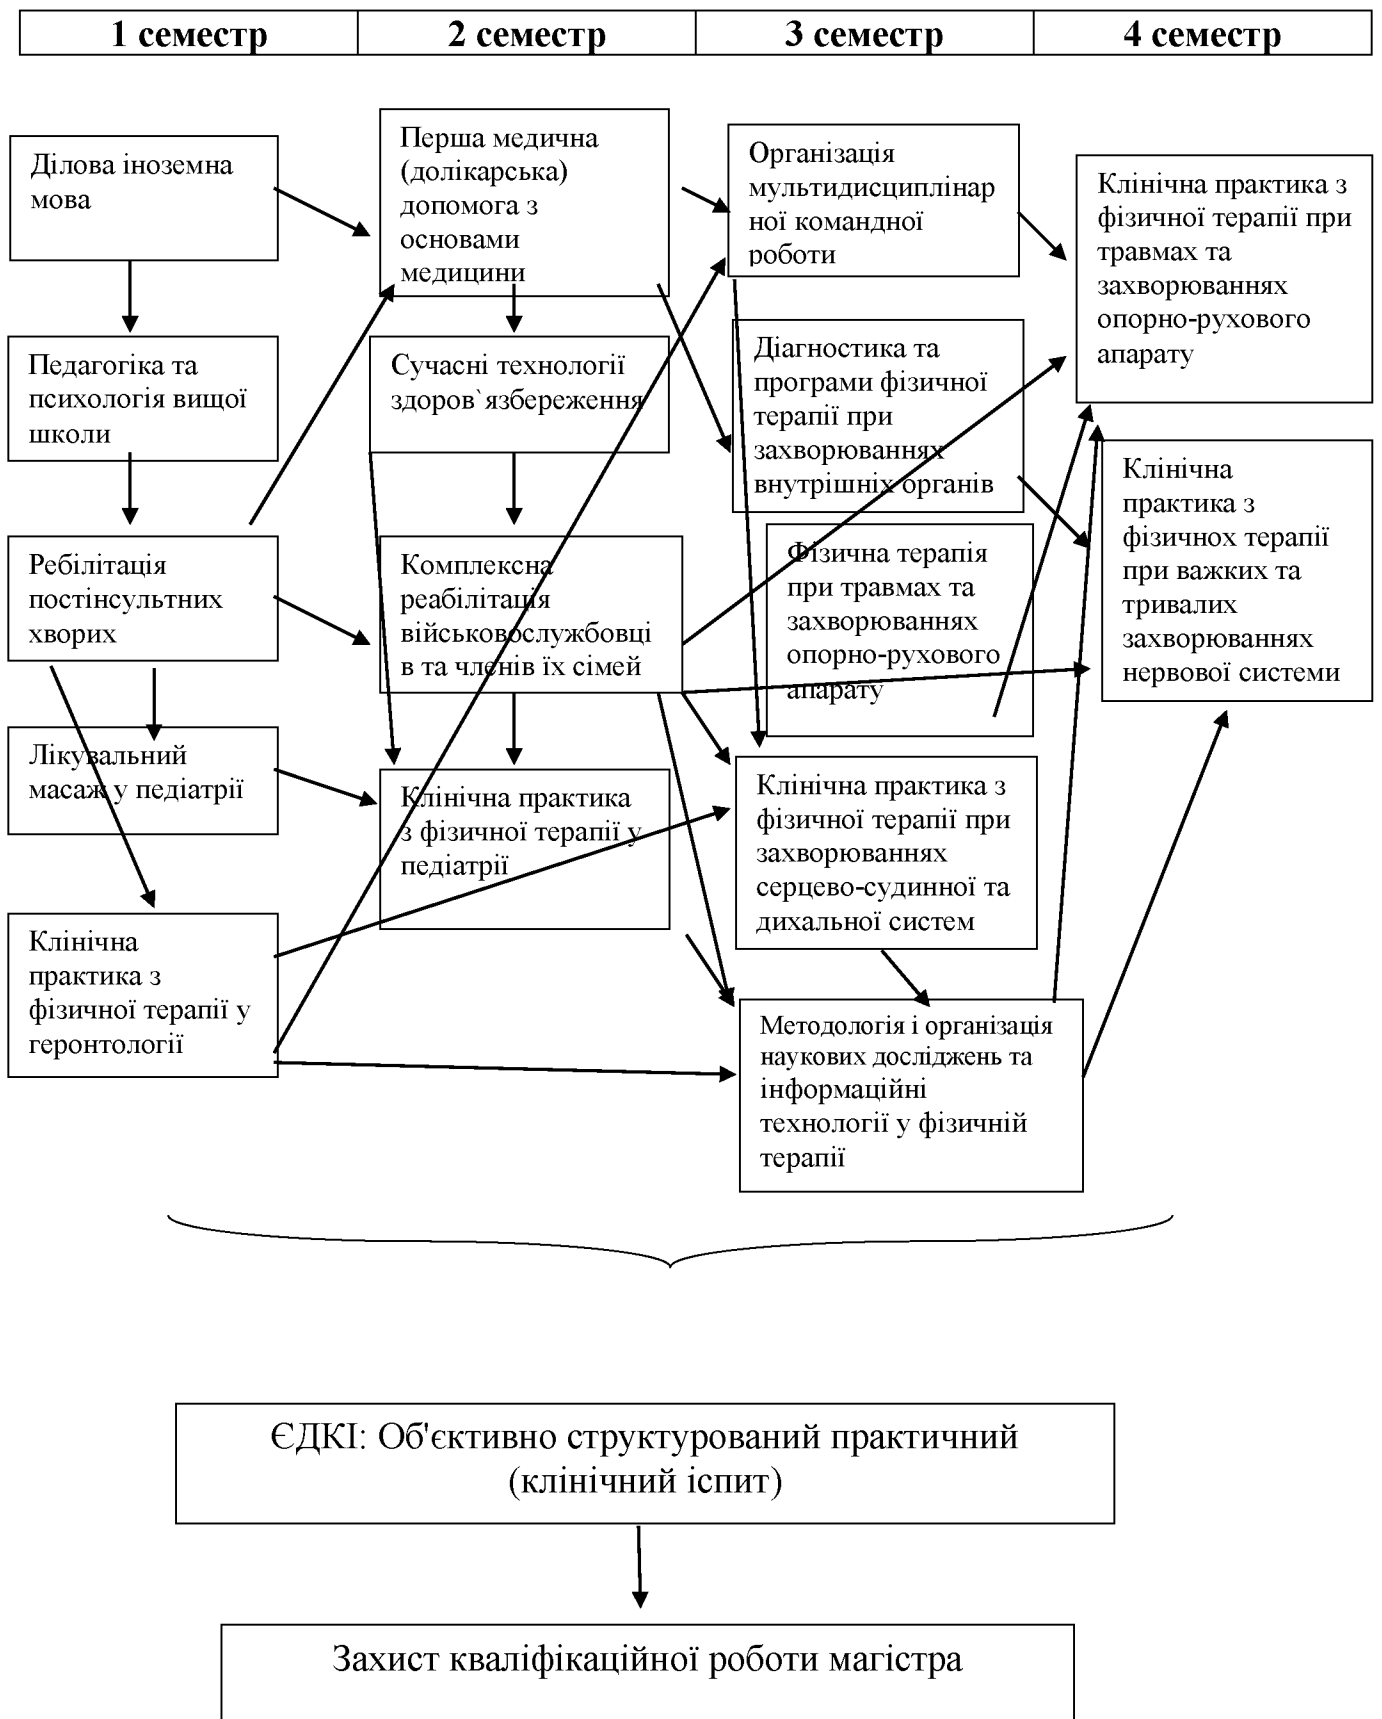 1 семестр
2 семестр
3 семестр
4 семестр
Ділова іноземна
мова
Педагогіка та
психологія вищої
школи
Ребілітація
постінсультних
хворих
Лікувальний
масаж у педіатрії
Клінічна
практика з
фізичної терапії у
геронтології
Перша медична
(долікарська)
допомога з
основами
медицини
Сучасні технології
здоров`язбереження
Комплексна
реабілітація
військовослужбовці
в та членів їх сімей
Клінічна практика
з фізичної терапії у
педіатрії
Організація
мультидисциплінар
ної командної
роботи
Діагностика та
програми фізичної
терапії при
захворюваннях
внутрішніх органів
Фізична терапія
при травмах та
захворюваннях
опорно-рухового
апарату
Клінічна практика з
фізичної терапії при
захворюваннях
серцево-судинної та
дихальної систем
Методологія і організація
наукових досліджень та
інформаційні
технології у фізичній
терапії
Клінічна практика з
фізичної терапії при
травмах та
захворюваннях
опорно-рухового
апарату
Клінічна
практика з
фізичнох терапії
при важких та
тривалих
захворюваннях
нервової системи
ЄДКІ: Об'єктивно структурований практичний
(клінічний іспит)
Захист кваліфікаційної роботи магістра